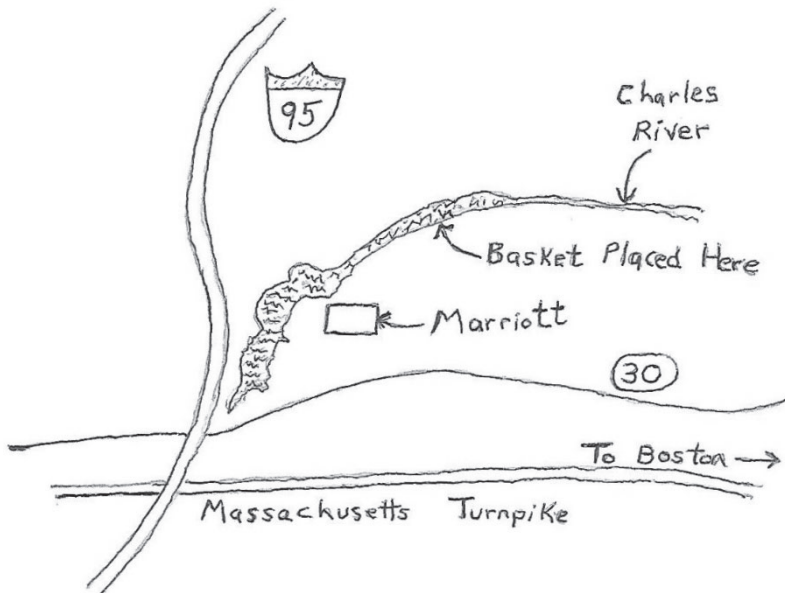 95
Charles
River
Basket Placed Here
Marriott
30
To Boston
Massachusetts Turnpike